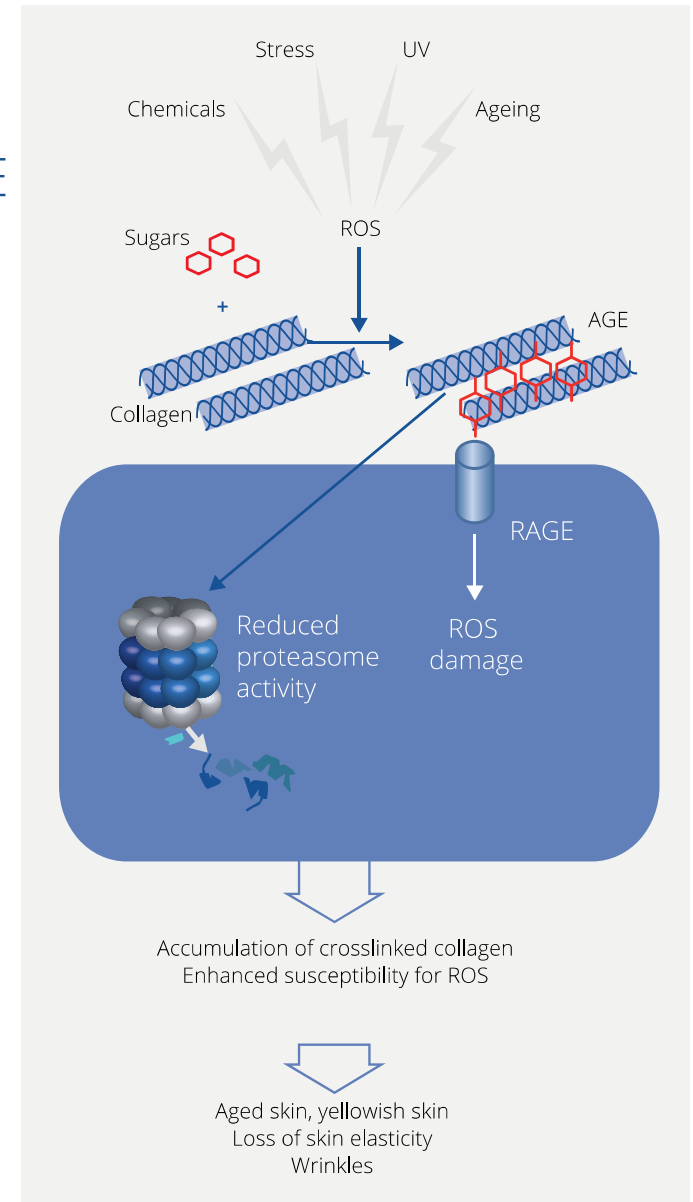 Stress
UV
Chemicals
Ageing
ROS
Sugars
+
AGE
Collagen
RAGE
Reduced
proteasome
activity
ROS
damage
Accumulation of crosslinked collagen
Enhanced susceptibility for ROS
Aged skin, yellowish skin
Loss of skin elasticity
Wrinkles